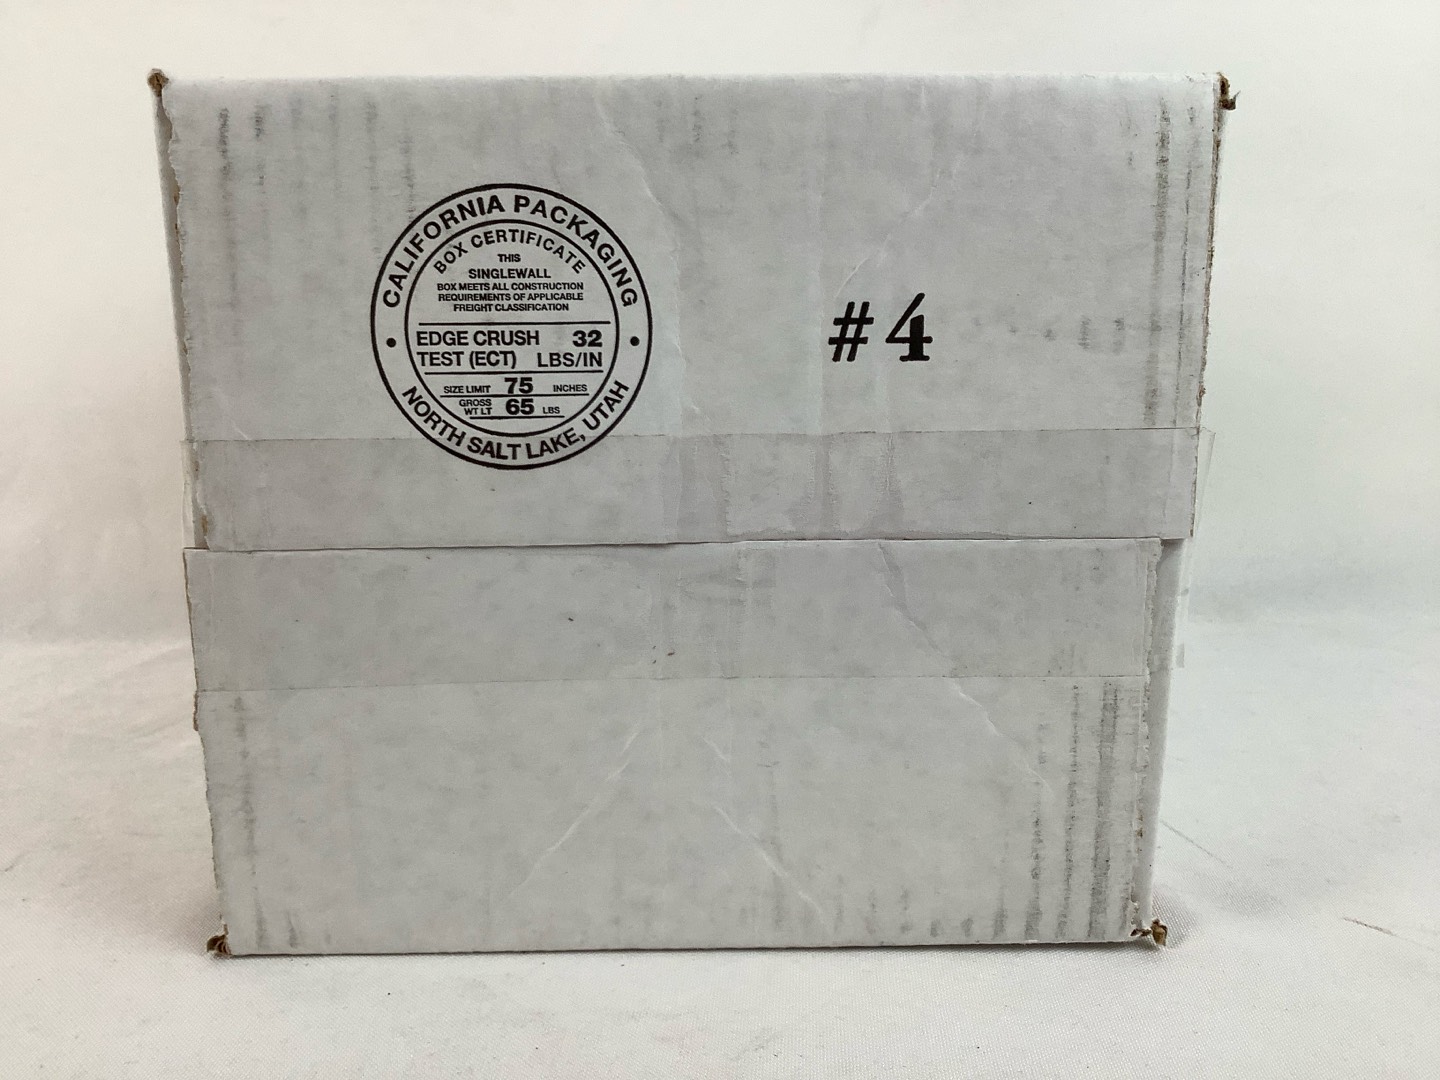 CALIFORNIA PACKAGING
BOX CERTIFICATE
THIS
SINGLEWALL
BOX MEETS ALL CONSTRUCTION
REQUIREMENTS OF APPLICABLE
FREIGHT CLASSIFICATION
EDGE CRUSH 32
TEST (ECT) LBS/IN
SIZE LIMIT 75 INCHES
GROSS
WT LT 65 LBS
NORTH SALT LAKE, UTAH
#4